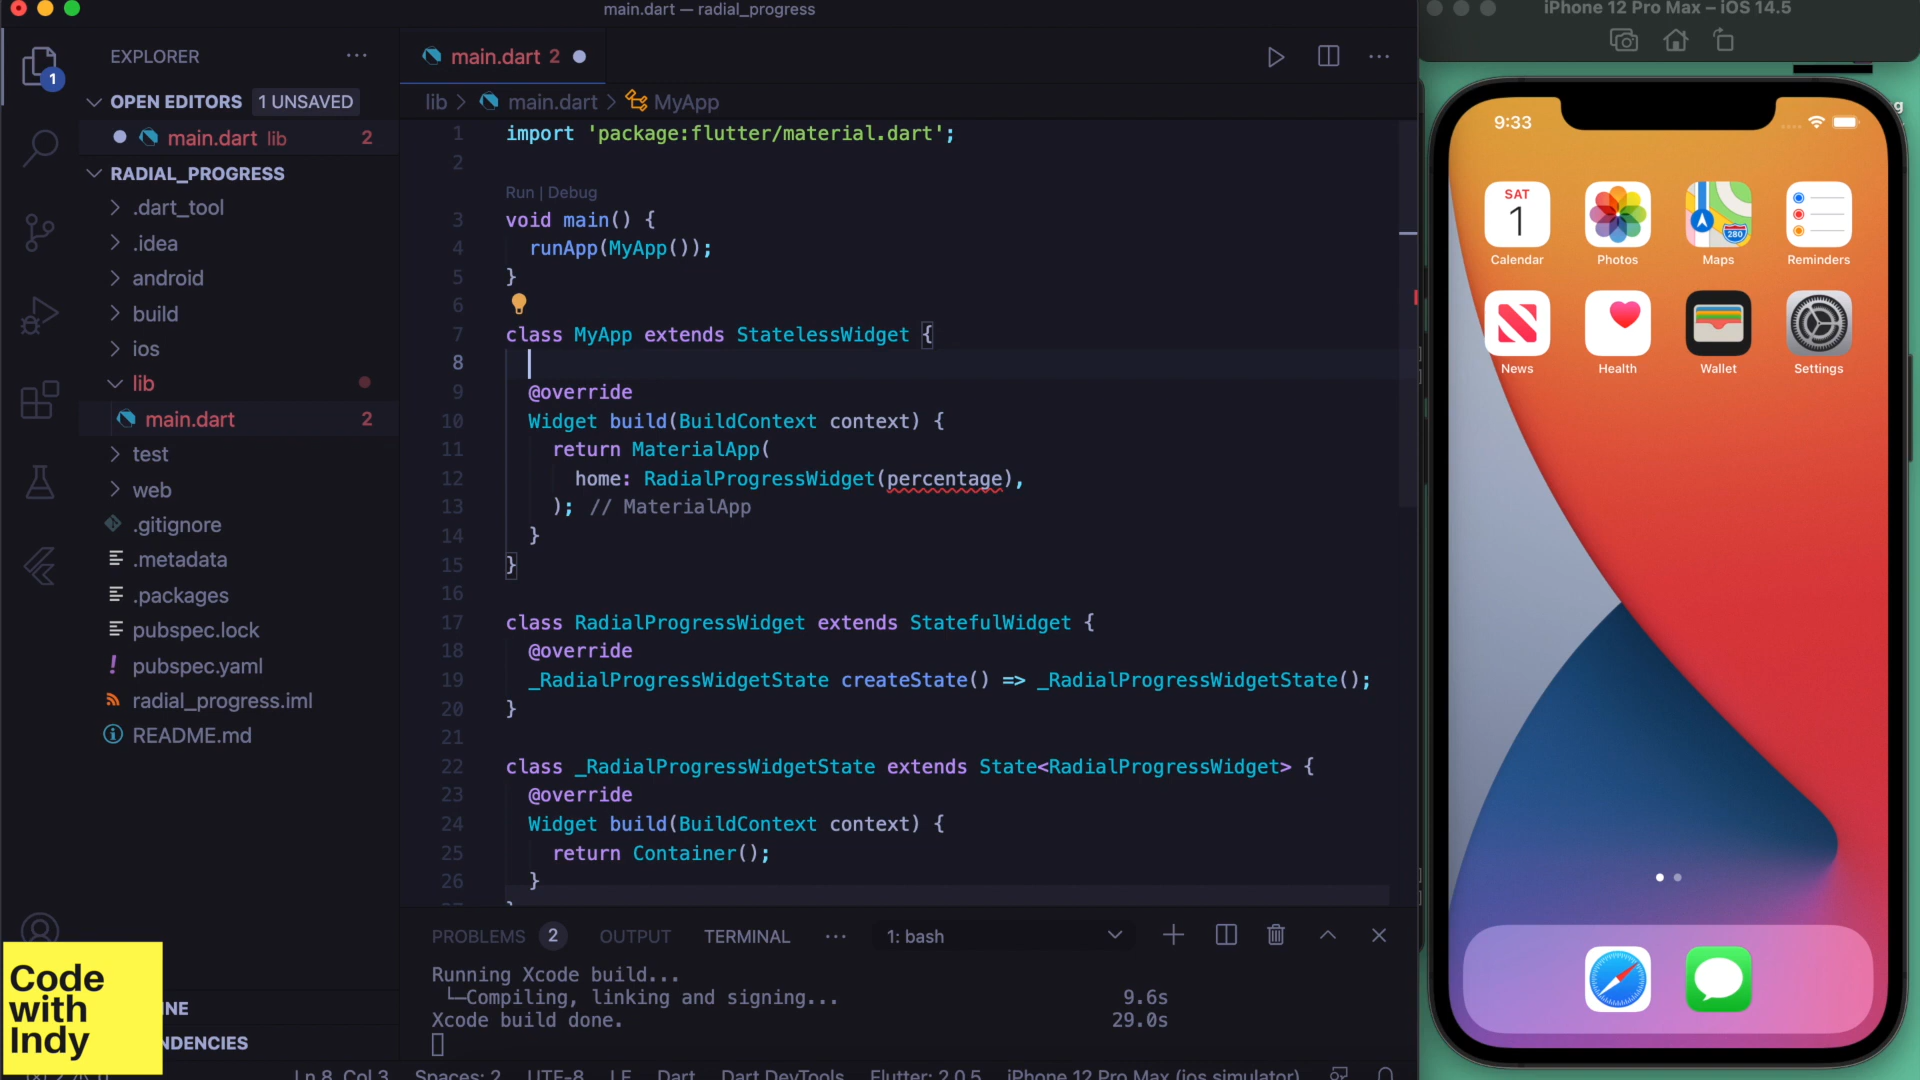 main.dart — radial_progress
EXPLORER
1
OPEN EDITORS 1 UNSAVED
main.dart lib 2
RADIAL_PROGRESS
.dart_tool
.idea
android
build
ios
lib
main.dart 2
test
web
.gitignore
.metadata
.packages
pubspec.lock
pubspec.yaml
radial_progress.iml
README.md
NE
NDENCIES
Code
with
Indy
main.dart 2
lib > main.dart > MyApp
1 import 'package:flutter/material.dart';
2
Run | Debug
3 void main() {
4 runApp(MyApp());
5 }
6
7 class MyApp extends StatelessWidget {
8
9 @override
10 Widget build(BuildContext context) {
11 return MaterialApp(
12 home: RadialProgressWidget(percentage),
13 ); // MaterialApp
14 }
15 }
16
17 class RadialProgressWidget extends StatefulWidget {
18 @override
19 _RadialProgressWidgetState createState() => _RadialProgressWidgetState();
20 }
21
22 class _RadialProgressWidgetState extends State<RadialProgressWidget> {
23 @override
24 Widget build(BuildContext context) {
25 return Container();
26 }
PROBLEMS 2 OUTPUT TERMINAL 1: bash
Running Xcode build...
└─Compiling, linking and signing... 9.6s
Xcode build done. 29.0s
Ln 8, Col 3 Spaces: 2 UTF-8 LF Dart Dart DevTools Flutter: 2.0.5 iPhone 12 Pro Max (ios simulator)
iPhone 12 Pro Max – iOS 14.5
9:33
SAT
1
280
Calendar Photos Maps Reminders
News Health Wallet Settings